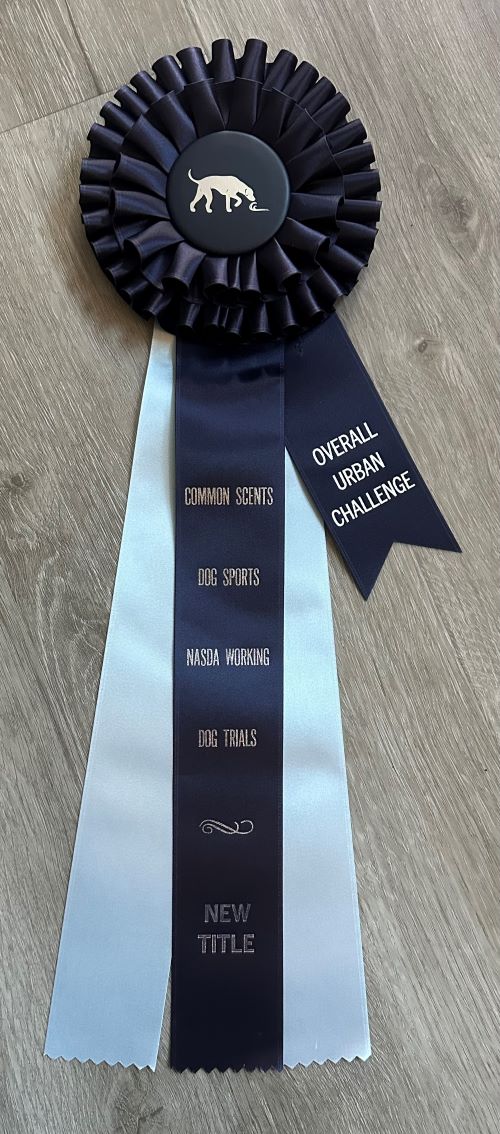 OVERALL
URBAN
CHALLENGE
COMMON SCENTS
DOG SPORTS
NASDA WORKING
DOG TRIALS
NEW
TITLE